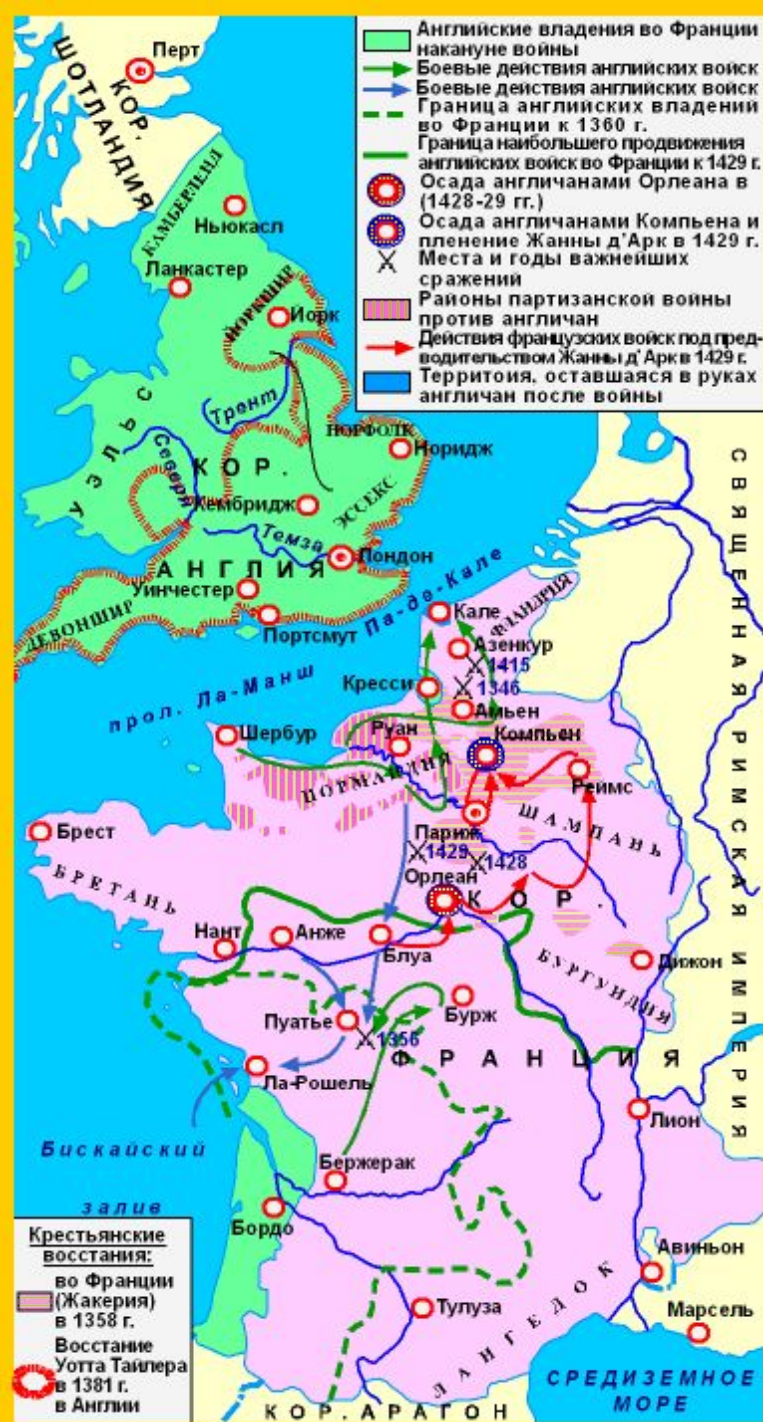 Английские владения во Франции
накануне войны
Боевые действия английских войск
Боевые действия английских войск
Граница английских владений
во Франции к 1360 г.
Граница наибольшего продвижения
английских войск во Франции к 1429 г.
Осада англичанами Орлеана в
(1428-29 гг.)
Осада англичанами Компьена и
пленение Жанны д'Арк в 1429 г.
Места и годы важнейших
сражений
Районы партизанской войны
против англичан
Действия французских войск под пред-
водительством Жанны д'Арк в 1429 г.
Территоия, оставшаяся в руках
англичан после войны
Перт
КОР.
ШОТЛАНДИЯ
КАМБЕРЛЕНД
Ньюкасл
Ланкастер
ЙОРКШИР
Йорк
Трент
НОРФОЛК
Норидж
УЭЛЬС
Северн
КОР.
Кембридж
ЭССЕКС
Темза
Лондон
АНГЛИЯ
Уинчестер
ДЕВОНШИР
Портсмут
Па-де-Кале
прол. Ла-Манш
СВЯЩЕННАЯ РИМСКАЯ ИМПЕРИЯ
Кале
ФЛАНДРИЯ
Азенкур
1415
Кресси
1346
Амьен
Шербур
Руан
Компьен
НОРМАНДИЯ
Реймс
ШАМПАНЬ
Париж
Брест
1429
1428
БРЕТАНЬ
Орлеан
КОР.
Нант
Анже
Блуа
Дижон
БУРГУНДИЯ
Бурж
Пуатье
1356
ФРАНЦИЯ
Ла-Рошель
Лион
Бискайский
залив
Бержерак
Бордо
Авиньон
Тулуза
Марсель
ЛАНГЕДОК
СРЕДИЗЕМНОЕ
МОРЕ
КОР. АРАГОН
Крестьянские
восстания:
во Франции
(Жакерия)
в 1358 г.
Восстание
Уотта Тайлера
в 1381 г.
в Англии